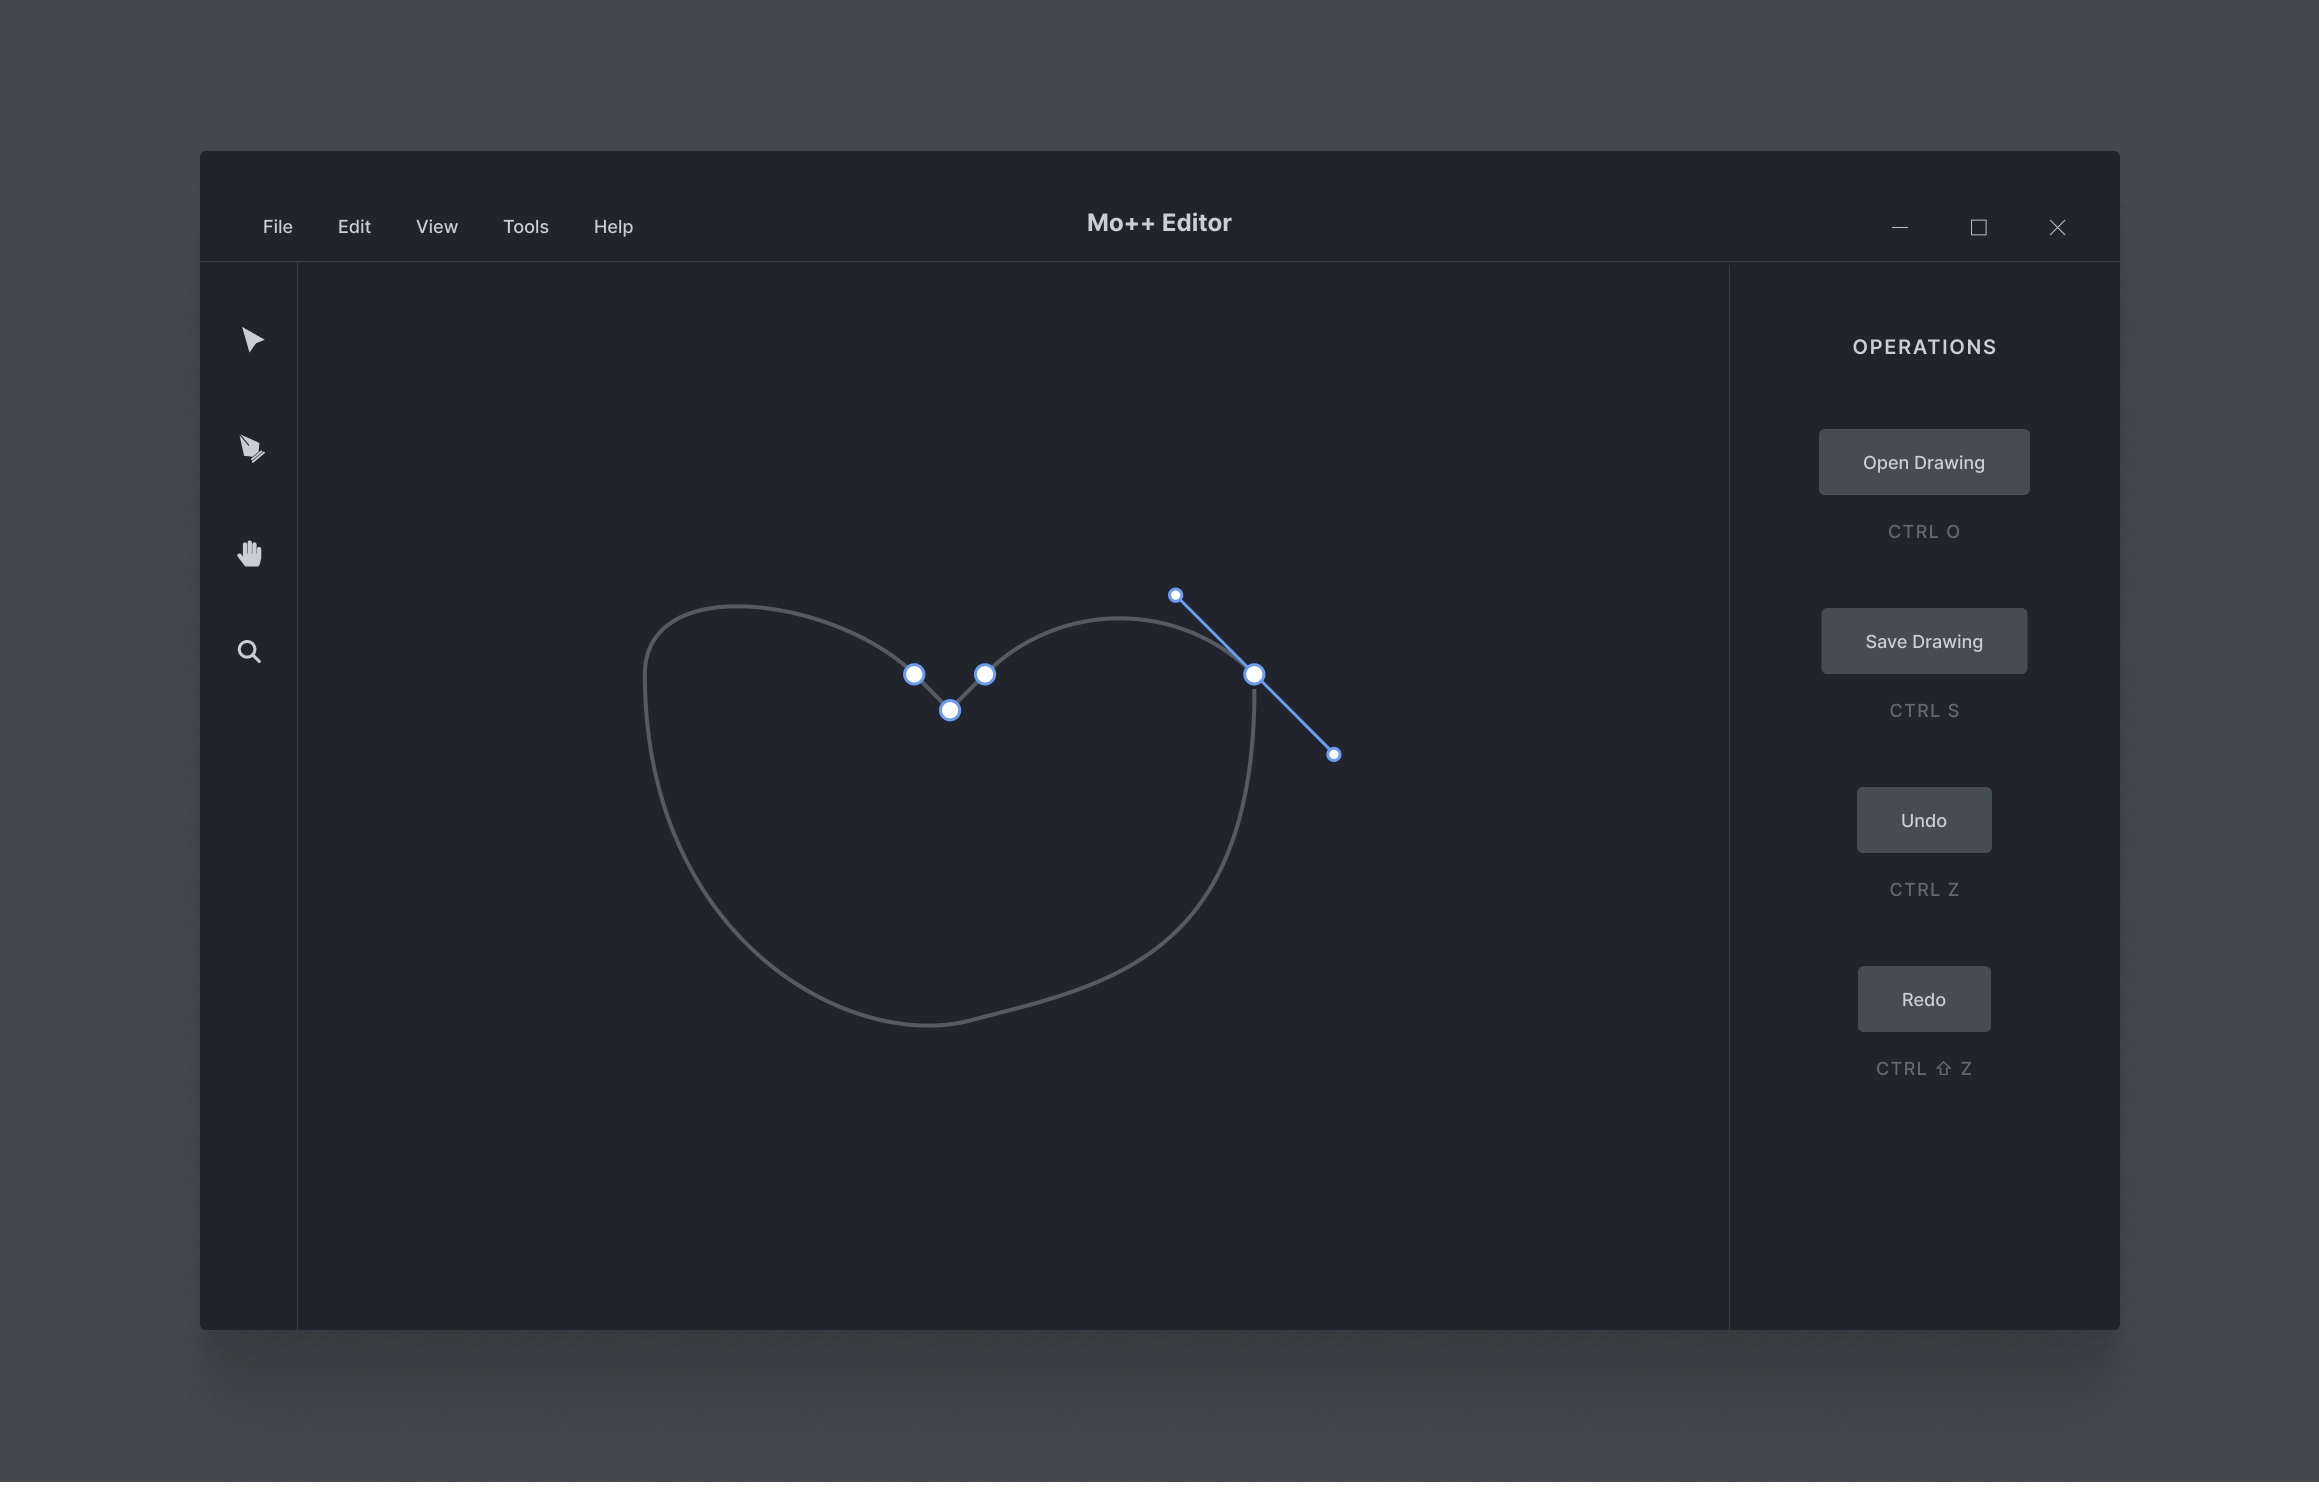 File Edit View Tools Help Mo++ Editor
OPERATIONS
Open Drawing
CTRL O
Save Drawing
CTRL S
Undo
CTRL Z
Redo
CTRL ⇧ Z